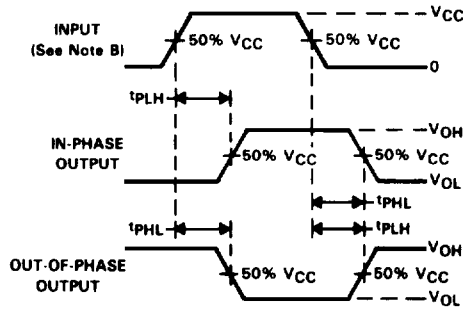 VCC
INPUT
(See Note B)
50% VCC
50% VCC
0
tPLH
VOH
IN-PHASE
OUTPUT
50% VCC
50% VCC
VOL
tPHL
tPHL
tPLH
VOH
OUT-OF-PHASE
OUTPUT
50% VCC
50% VCC
VOL